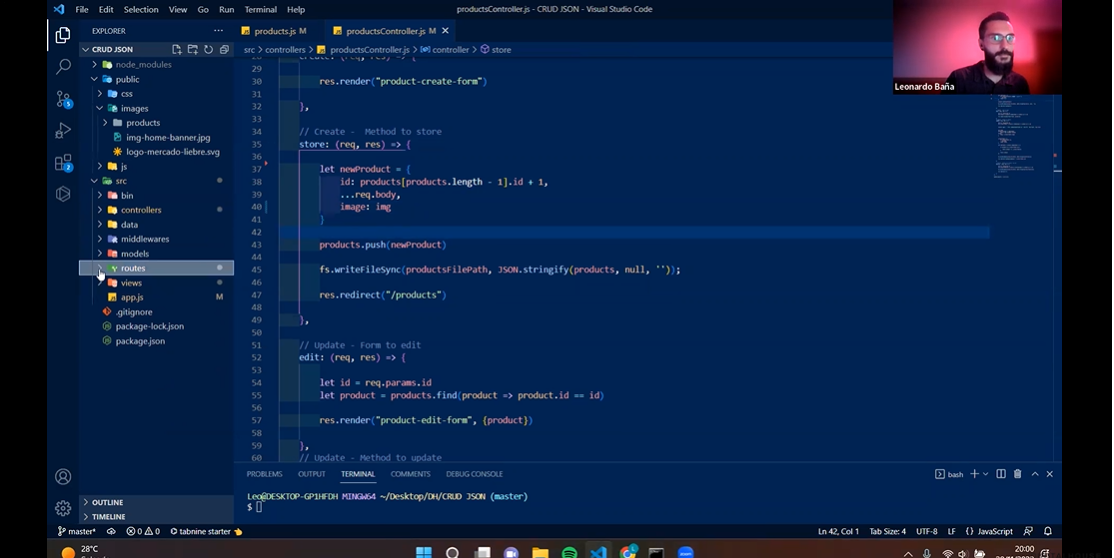 File Edit Selection View Go Run Terminal Help
productsController.js - CRUD JSON - Visual Studio Code
EXPLORER
products.js M
productsController.js M
CRUD JSON
src > controllers > productsController.js > controller > store
node_modules
public
css
images
products
img-home-banner.jpg
logo-mercado-liebre.svg
js
src
bin
controllers
data
middlewares
models
routes
views
app.js M
.gitignore
package-lock.json
package.json
OUTLINE
TIMELINE
29
30 res.render("product-create-form")
31
32 },
33
34 // Create - Method to store
35 store: (req, res) => {
36
37 let newProduct = {
38 id: products[products.length - 1].id + 1,
39 ...req.body,
40 image: img
41 }
42
43 products.push(newProduct)
44
45 fs.writeFileSync(productsFilePath, JSON.stringify(products, null, ' '));
46
47 res.redirect("/products")
48
49 },
50
51 // Update - Form to edit
52 edit: (req, res) => {
53
54 let id = req.params.id
55 let product = products.find(product => product.id == id)
56
57 res.render("product-edit-form", {product})
58
59 },
// Update - Method to update
Leonardo Baña
PROBLEMS OUTPUT TERMINAL COMMENTS DEBUG CONSOLE
bash
Leo@DESKTOP-GP1HFDH MINGW64 ~/Desktop/DH/CRUD JSON (master)
$
master* 0 0 tabnine starter
Ln 42, Col 1 Tab Size: 4 UTF-8 LF {} JavaScript
28°C
20:00